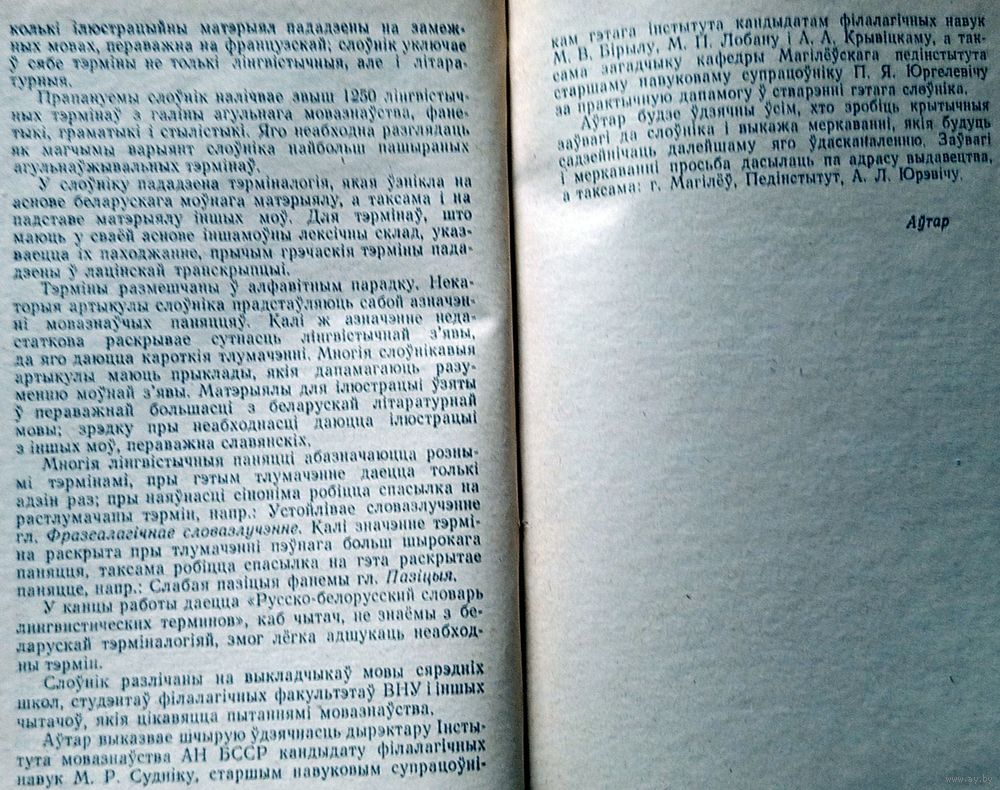 колькі ілюстрацыйны матэрыял пададзены на замеж-
ных мовах, пераважна на французскай; слоўнік уключае
ў сябе тэрміны не толькі лінгвістычныя, але і літара-
турныя.
Прапануемы слоўнік налічвае звыш 1250 лінгвістыч-
ных тэрмінаў з галіны агульнага мовазнаўства, фане-
тыкі, граматыкі і стылістыкі. Яго неабходна разглядаць
як магчымы варыянт слоўніка найбольш пашыраных
агульнаўжывальных тэрмінаў.
У слоўніку пададзена тэрміналогія, якая ўзнікла на
аснове беларускага моўнага матэрыялу, а таксама і на
падставе матэрыялу іншых моў. Для тэрмінаў, што
маюць у сваёй аснове іншамоўны лексічны склад, указ-
ваецца іх паходжанне, прычым грэчаскія тэрміны пада-
дзены ў лацінскай транскрыпцыі.
Тэрміны размешчаны ў алфавітным парадку. Нека-
торыя артыкулы слоўніка прадстаўляюць сабой азначэн-
ні мовазнаўчых паняццяў. Калі ж азначэнне неда-
статкова раскрывае сутнасць лінгвістычнай з’явы,
да яго даюцца кароткія тлумачэнні. Многія слоўнікавыя
артыкулы маюць прыклады, якія дапамагаюць разу-
менню моўнай з’явы. Матэрыялы для ілюстрацыі ўзяты
ў пераважнай большасці з беларускай літаратурнай
мовы; зрэдку пры неабходнасці даюцца ілюстрацыі
з іншых моў, пераважна славянскіх.
Многія лінгвістычныя паняцці абазначаюцца розны-
мі тэрмінамі, пры гэтым тлумачэнне даецца толькі
адзін раз; пры наяўнасці сіноніма робіцца спасылка на
растлумачаны тэрмін, напр.: Устойлівае словазлучэнне
гл. Фразеалагічнае словазлучэнне. Калі значэнне тэрмі-
на раскрыта пры тлумачэнні пэўнага больш шырокага
паняцця, таксама робіцца спасылка на гэта раскрытае
паняцце, напр.: Слабая пазіцыя фанемы гл. Пазіцыя.
У канцы работы даецца «Русско-белорусский словарь
лингвистических терминов», каб чытач, не знаёмы з бе-
ларускай тэрміналогіяй, змог лёгка адшукаць неабход-
ны тэрмін.
Слоўнік разлічаны на выкладчыкаў мовы сярэдніх
школ, студэнтаў філалагічных факультэтаў ВНУ і іншых
чытачоў, якія цікавяцца пытаннямі мовазнаўства.
Аўтар выказвае шчырую ўдзячнасць дырэктару Інсты-
тута мовазнаўства АН БССР кандыдату філалагічных
навук М. Р. Судніку, старшым навуковым супрацоўні-
кам гэтага інстытута кандыдатам філалагічных навук
М. В. Бірылу, М. П. Лобану і А. А. Крывіцкаму, а так-
сама загадчыку кафедры Магілёўскага педінстытута
старшаму навуковаму супрацоўніку П. Я. Юргелевічу
за практычную дапамогу ў стварэнні гэтага слоўніка.
Аўтар будзе ўдзячны ўсім, хто зробіць крытычныя
заўвагі да слоўніка і выкажа меркаванні, якія будуць
садзейнічаць далейшаму яго ўдасканаленню. Заўвагі
і меркаванні просьба дасылаць па адрасу выдавецтва,
а таксама: г. Магілёў, Педінстытут, А. Л. Юрэвічу.
Аўтар
www.ay.by